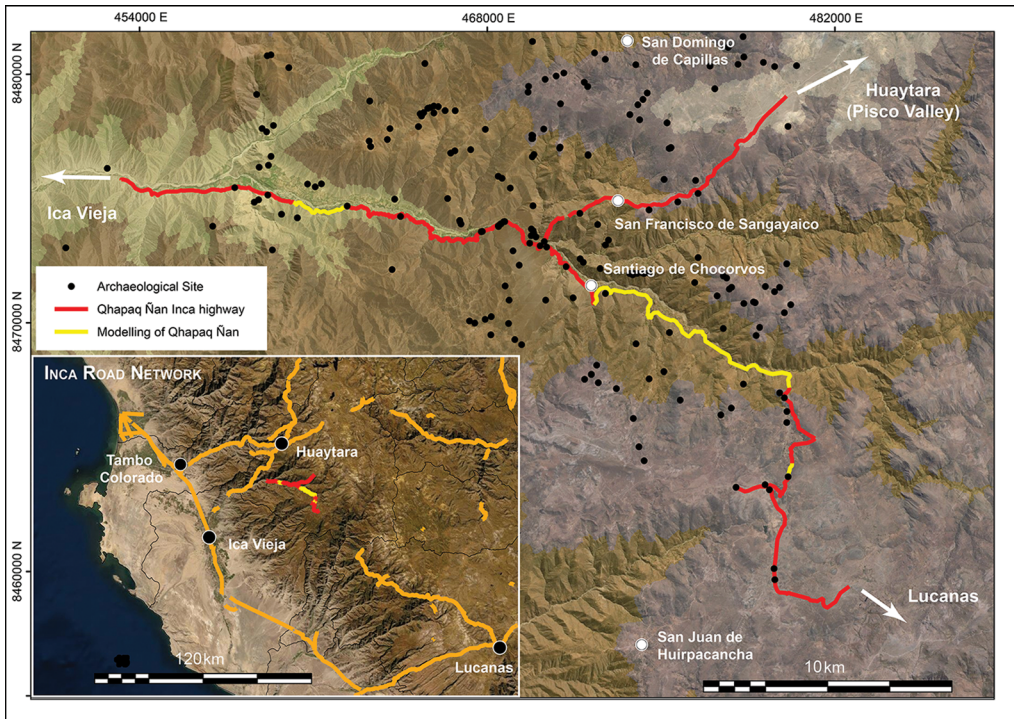 454000 E
468000 E
482000 E
8480000 N
8470000 N
8460000 N
San Domingo
de Capillas
Huaytara
(Pisco Valley)
Ica Vieja
San Francisco de Sangayaico
Santiago de Chocorvos
Archaeological Site
Qhapaq Ñan Inca highway
Modelling of Qhapaq Ñan
Lucanas
San Juan de
Huirpacancha
10km
INCA ROAD NETWORK
Huaytara
Tambo
Colorado
Ica Vieja
Lucanas
120km